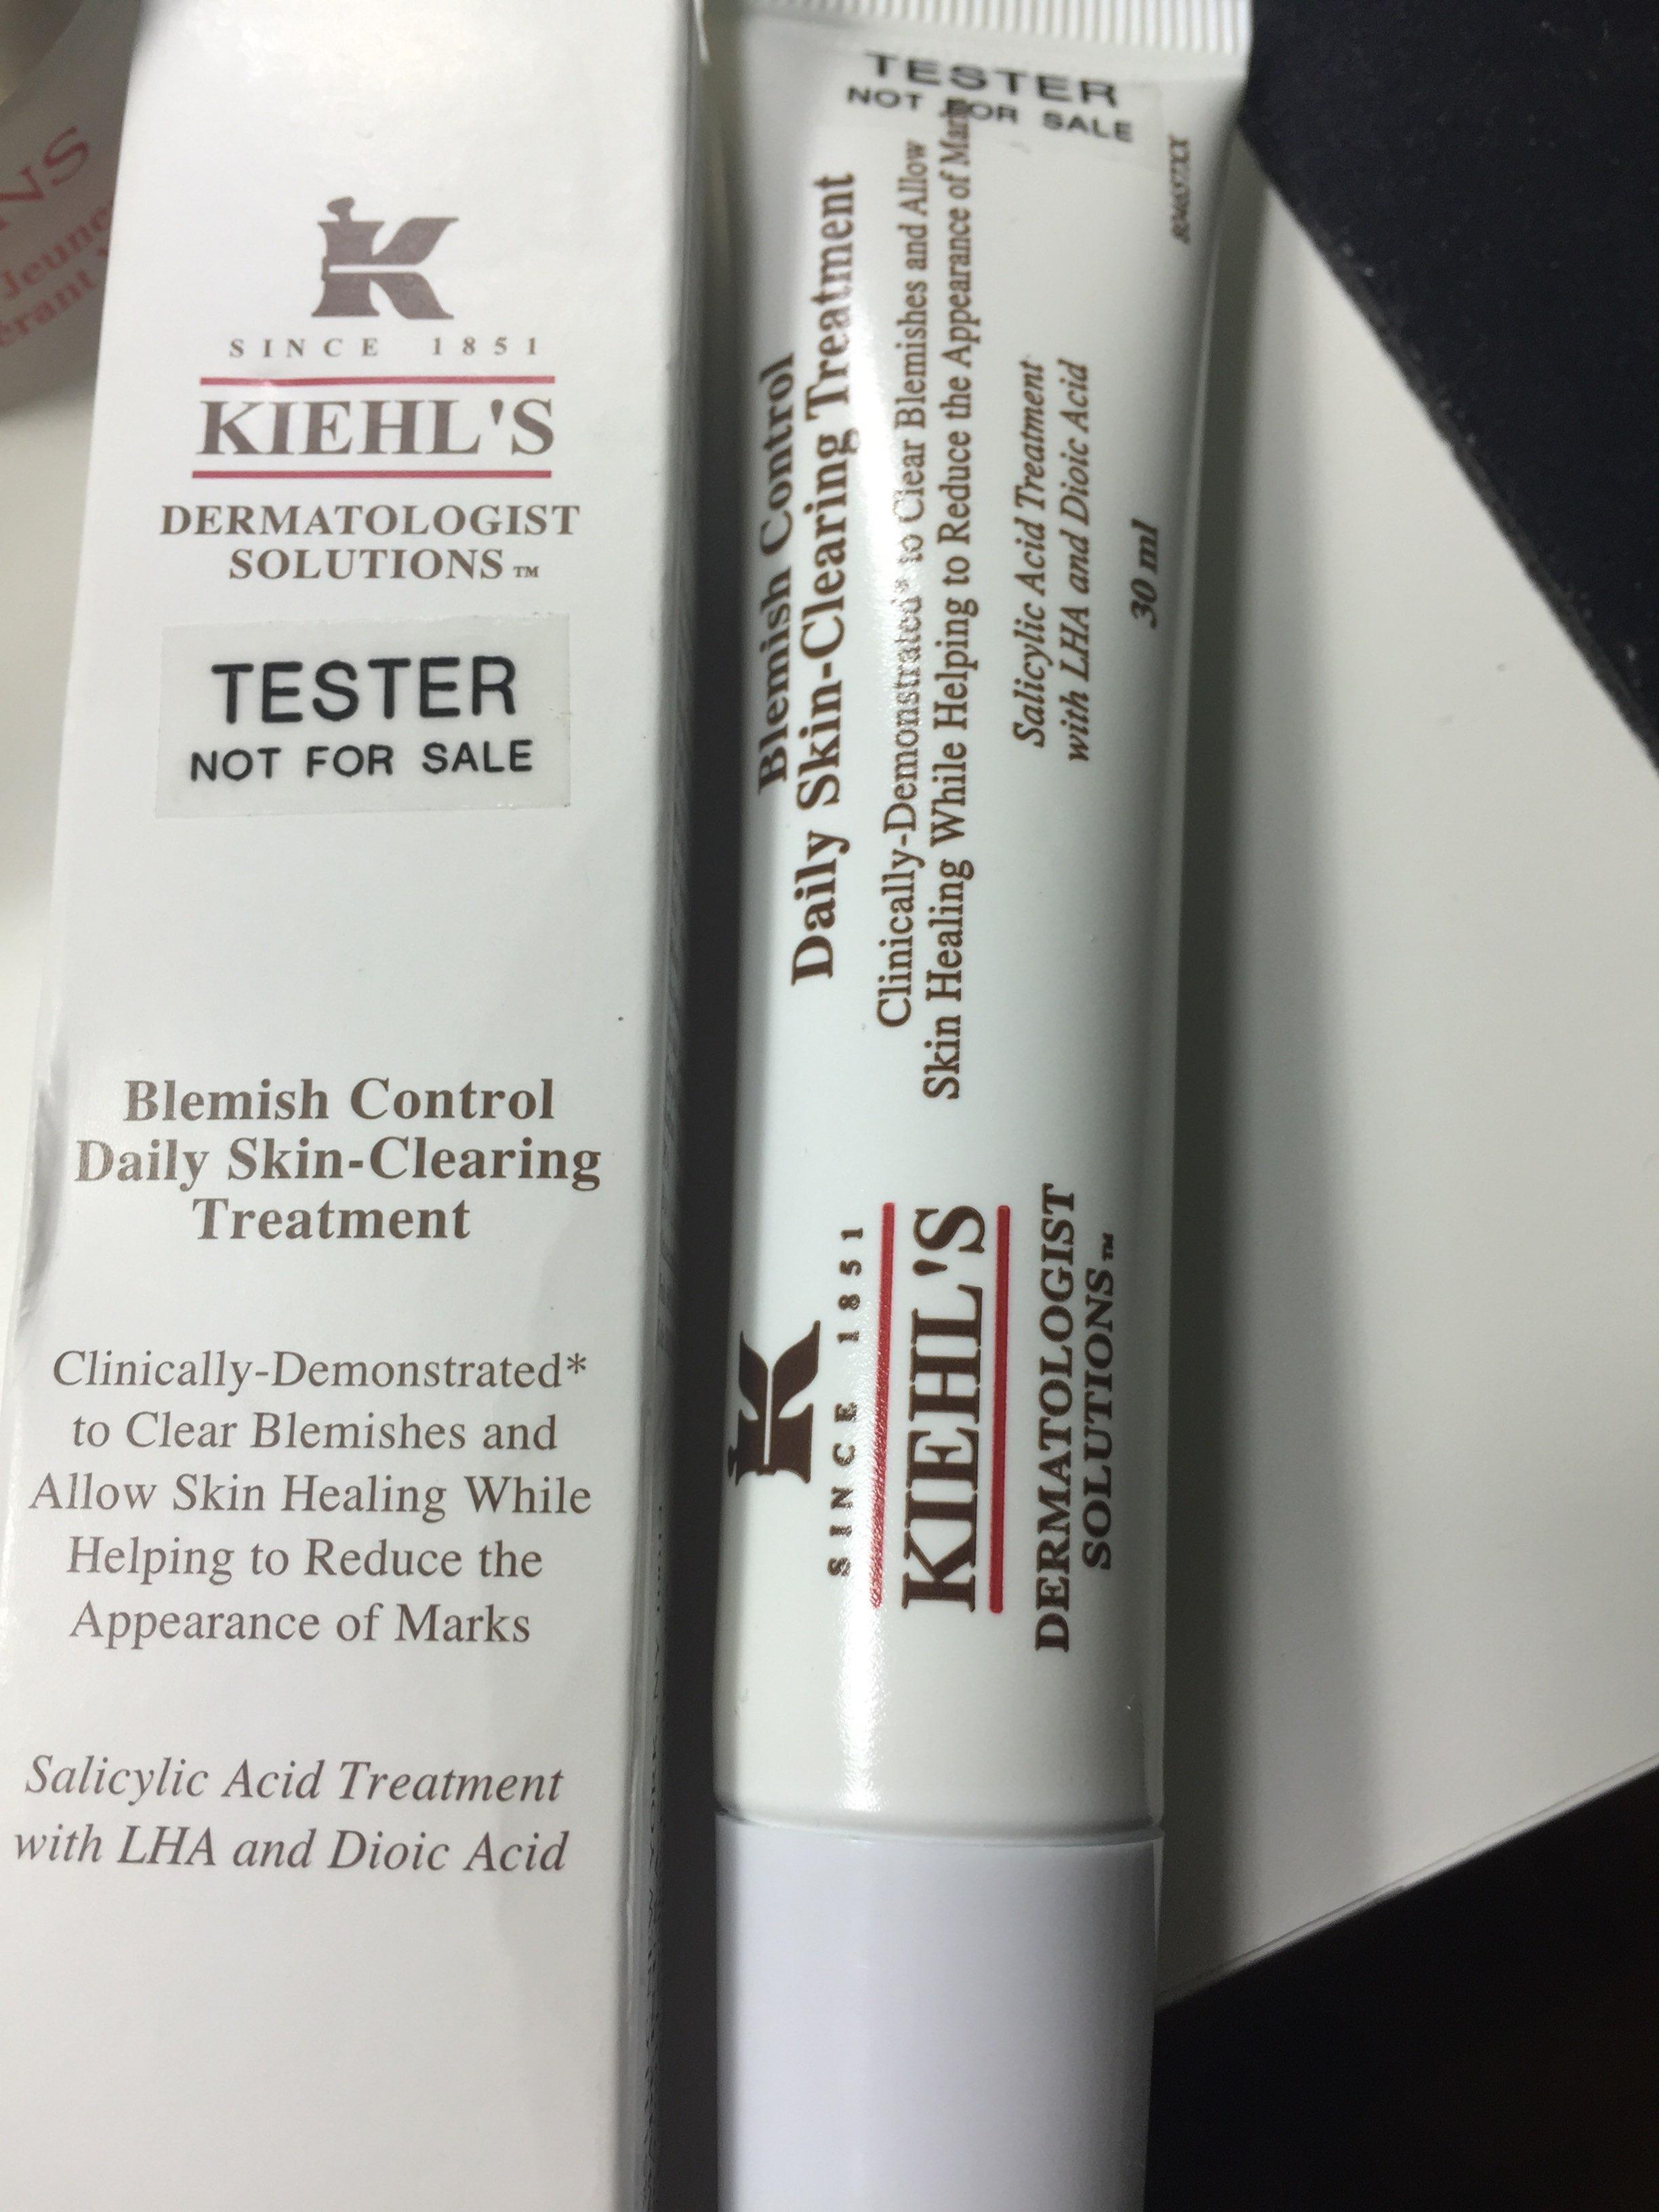 SINCE 1851
KIEHL'S
DERMATOLOGIST
SOLUTIONS™
TESTER
NOT FOR SALE
Blemish Control
Daily Skin-Clearing
Treatment
Clinically-Demonstrated*
to Clear Blemishes and
Allow Skin Healing While
Helping to Reduce the
Appearance of Marks
Salicylic Acid Treatment
with LHA and Dioic Acid
TESTER
NOT FOR SALE
SINCE 1851
KIEHL'S
DERMATOLOGIST
SOLUTIONS™
Blemish Control
Daily Skin-Clearing Treatment
Clinically-Demonstrated* to Clear Blemishes and Allow
Skin Healing While Helping to Reduce the Appearance of Marks
Salicylic Acid Treatment
with LHA and Dioic Acid
30 ml
Jeune